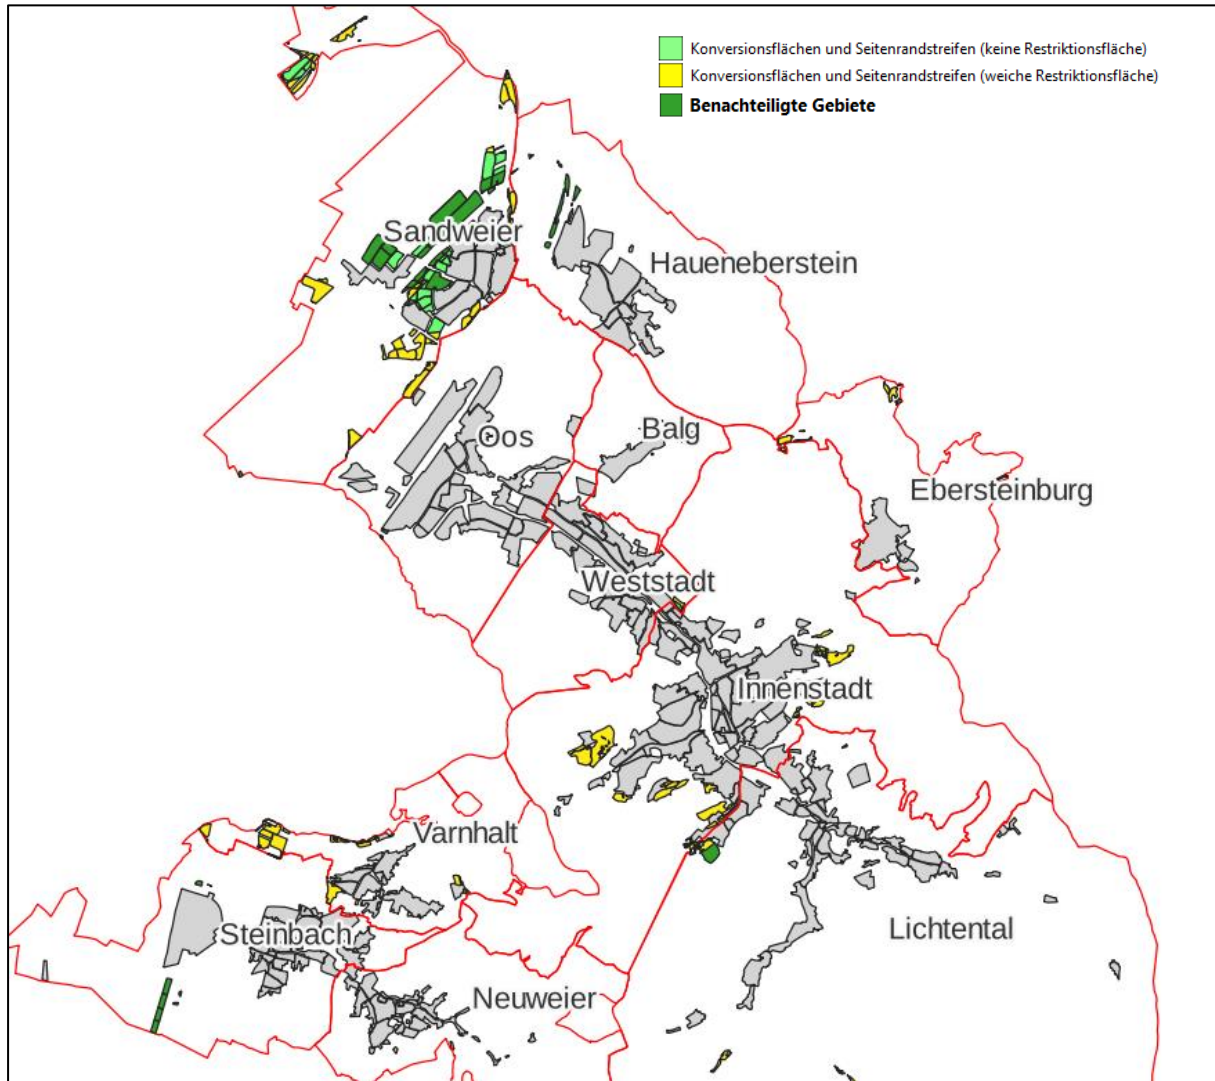 Konversionsflächen und Seitenrandstreifen (keine Restriktionsfläche)
Konversionsflächen und Seitenrandstreifen (weiche Restriktionsfläche)
Benachteiligte Gebiete
Sandweier
Haueneberstein
Oos
Balg
Ebersteinburg
Weststadt
Innenstadt
Varnhalt
Steinbach
Lichtental
Neuweier